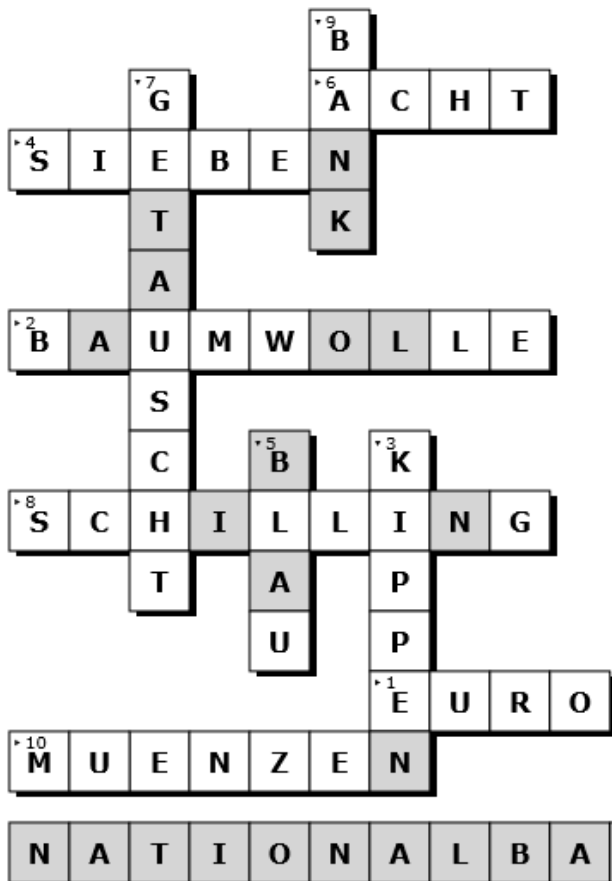 9 B
7 G 6 A C H T
4 S I E B E N
T K
A
2 B A U M W O L L E
S
C 5 B 3 K
8 S C H I L L I N G
T A P
U P
1 E U R O
10 M U E N Z E N
N A T I O N A L B A